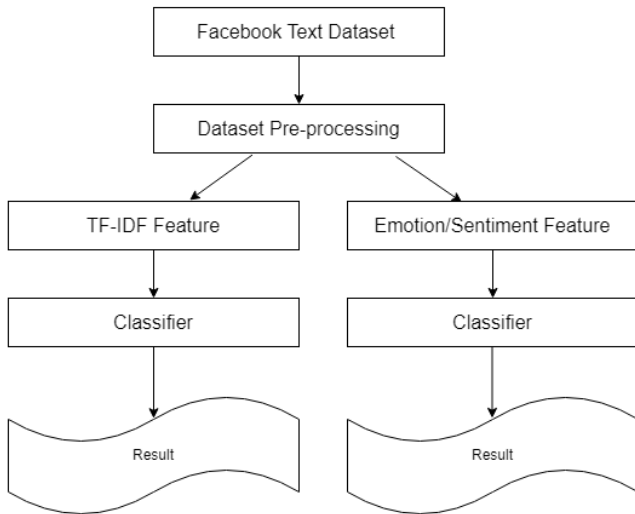 Facebook Text Dataset
Dataset Pre-processing
TF-IDF Feature
Emotion/Sentiment Feature
Classifier
Classifier
Result
Result